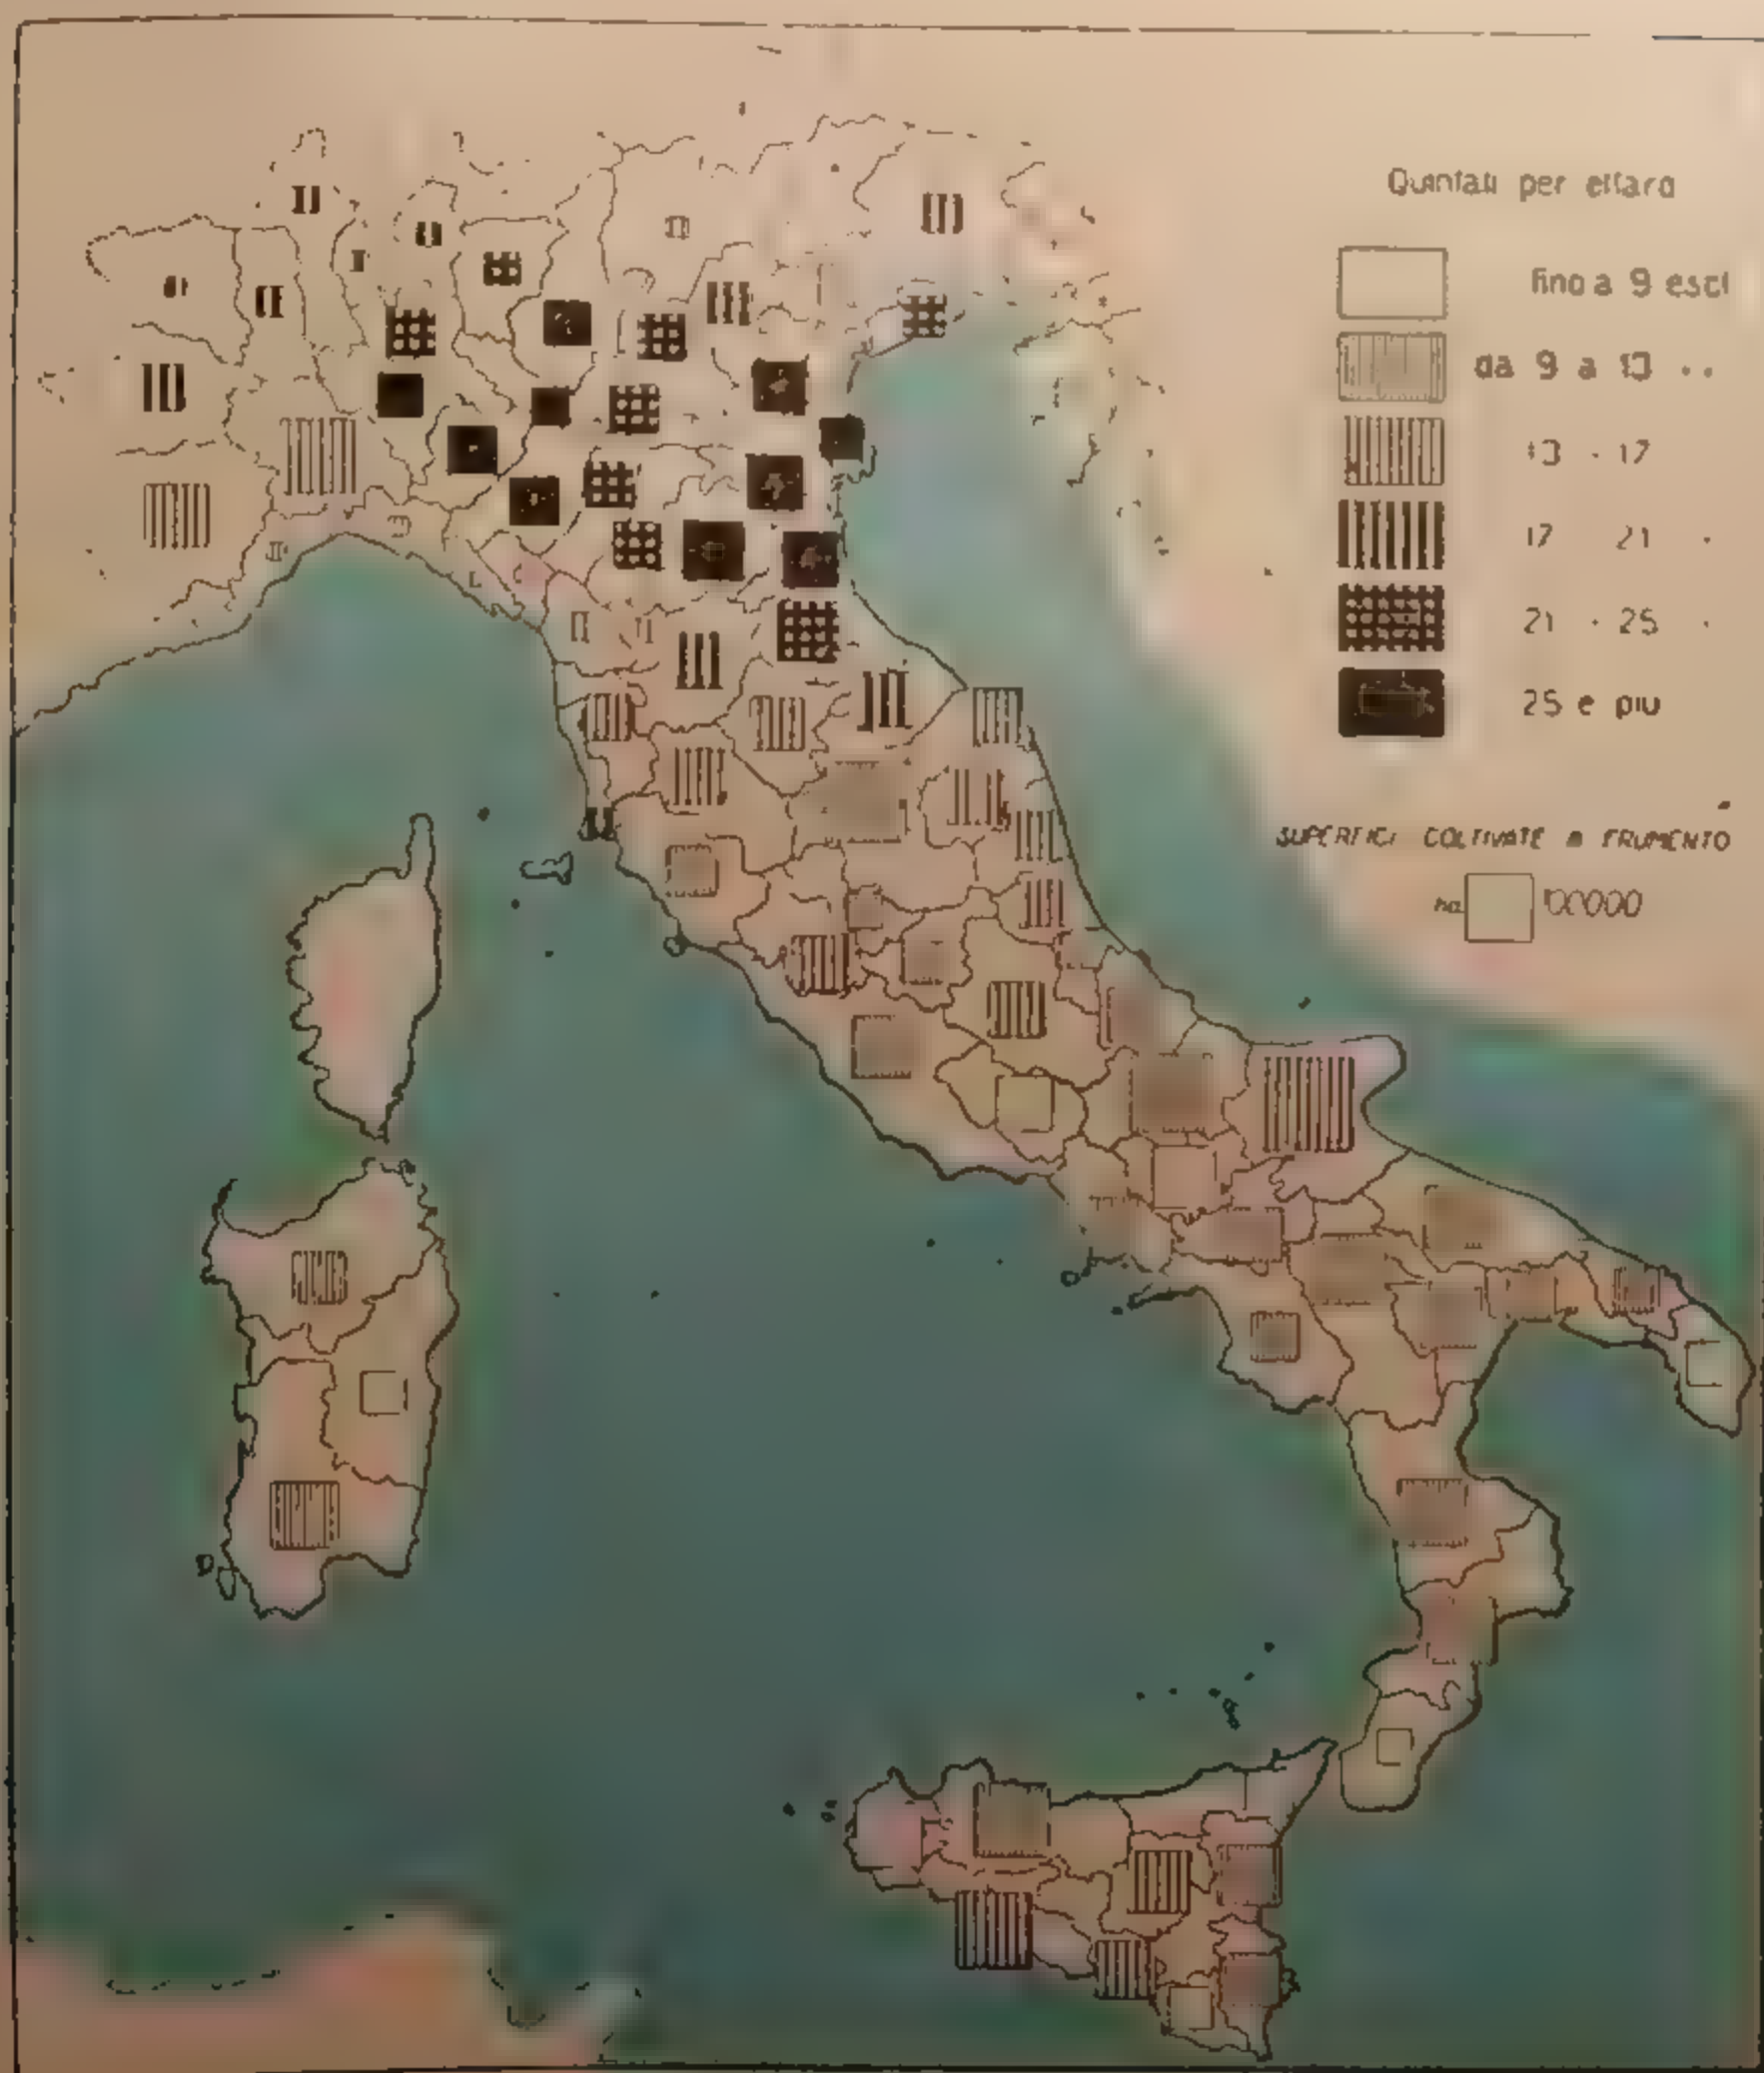 Quintali per ettaro
fino a 9 escl
da 9 a 13 . .
13 - 17
17 21 .
21 - 25 .
25 e più
SUPERFICI COLTIVATE a FRUMENTO
ha 100000